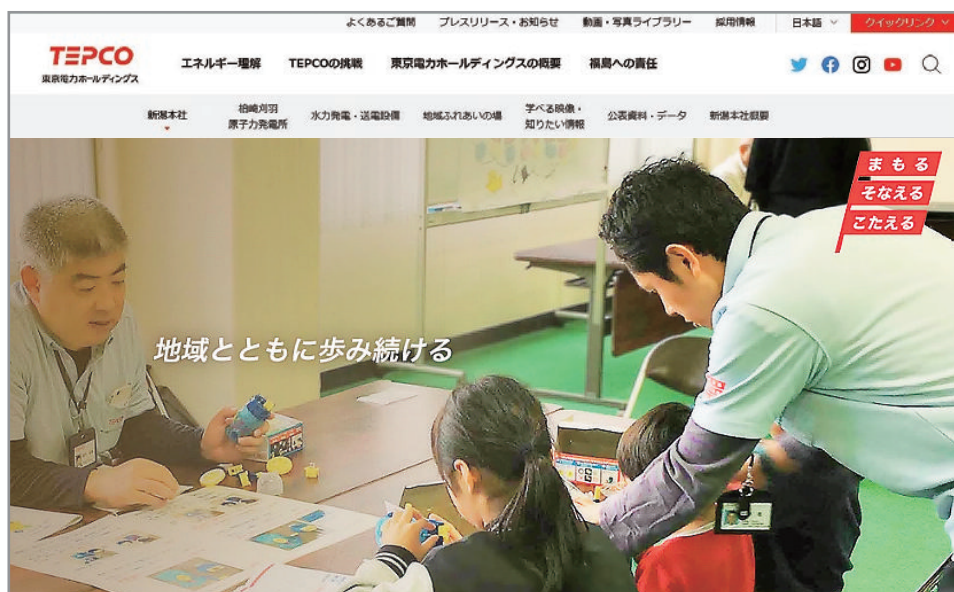 よくあるご質問 プレスリリース・お知らせ 動画・写真ライブラリー 採用情報 日本語 クイックリンク
TEPCO
東京電力ホールディングス
エネルギー理解 TEPCOの挑戦 東京電力ホールディングスの概要 福島への責任
新潟本社 柏崎刈羽 原子力発電所 水力発電・送電設備 地域ふれあいの場 学べる映像・ 知りたい情報 公表資料・データ 新潟本社概要
まもる
そなえる
こたえる
地域とともに歩み続ける